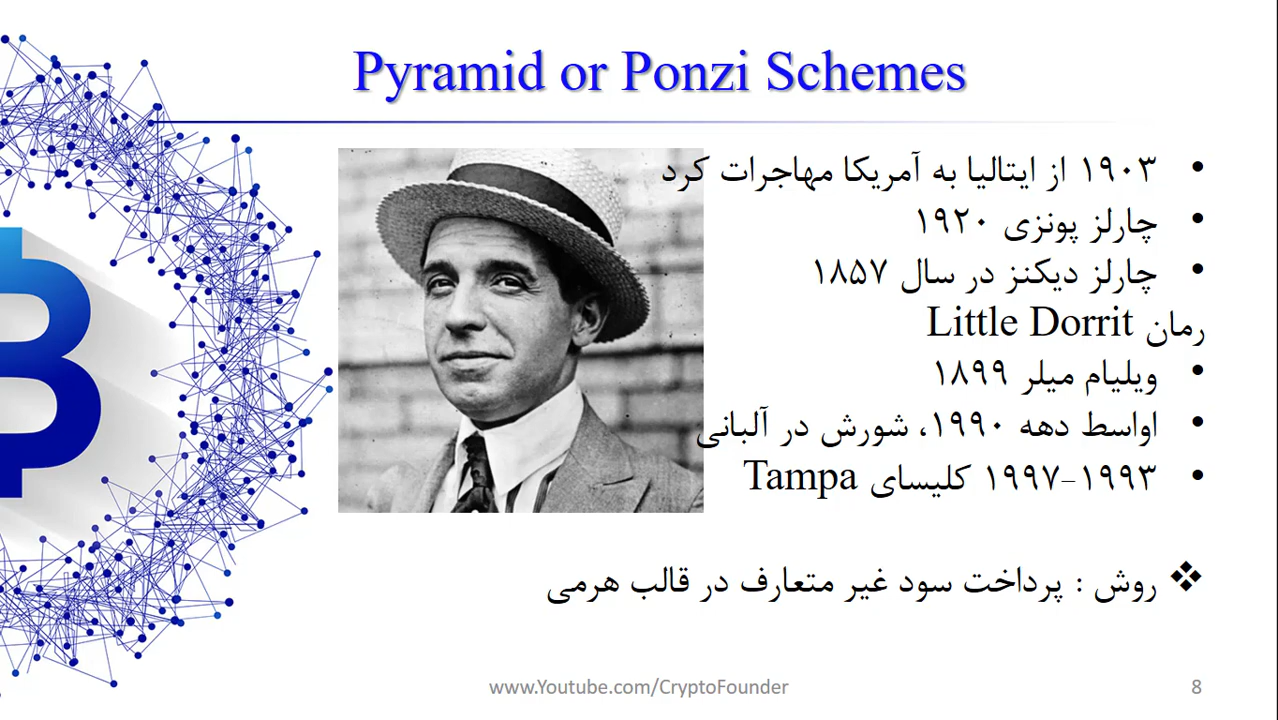 Pyramid or Ponzi Schemes
• ۱۹۰۳ از ایتالیا به آمریکا مهاجرات کرد
• چارلز پونزی ۱۹۲۰
• چارلز دیکنز در سال ۱۸۵۷
رمان Little Dorrit
• ویلیام میلر ۱۸۹۹
• اواسط دهه ۱۹۹۰، شورش در آلبانی
• ۱۹۹۳-۱۹۹۷ کلیسای Tampa
❖ روش : پرداخت سود غیر متعارف در قالب هرمی
www.Youtube.com/CryptoFounder
8